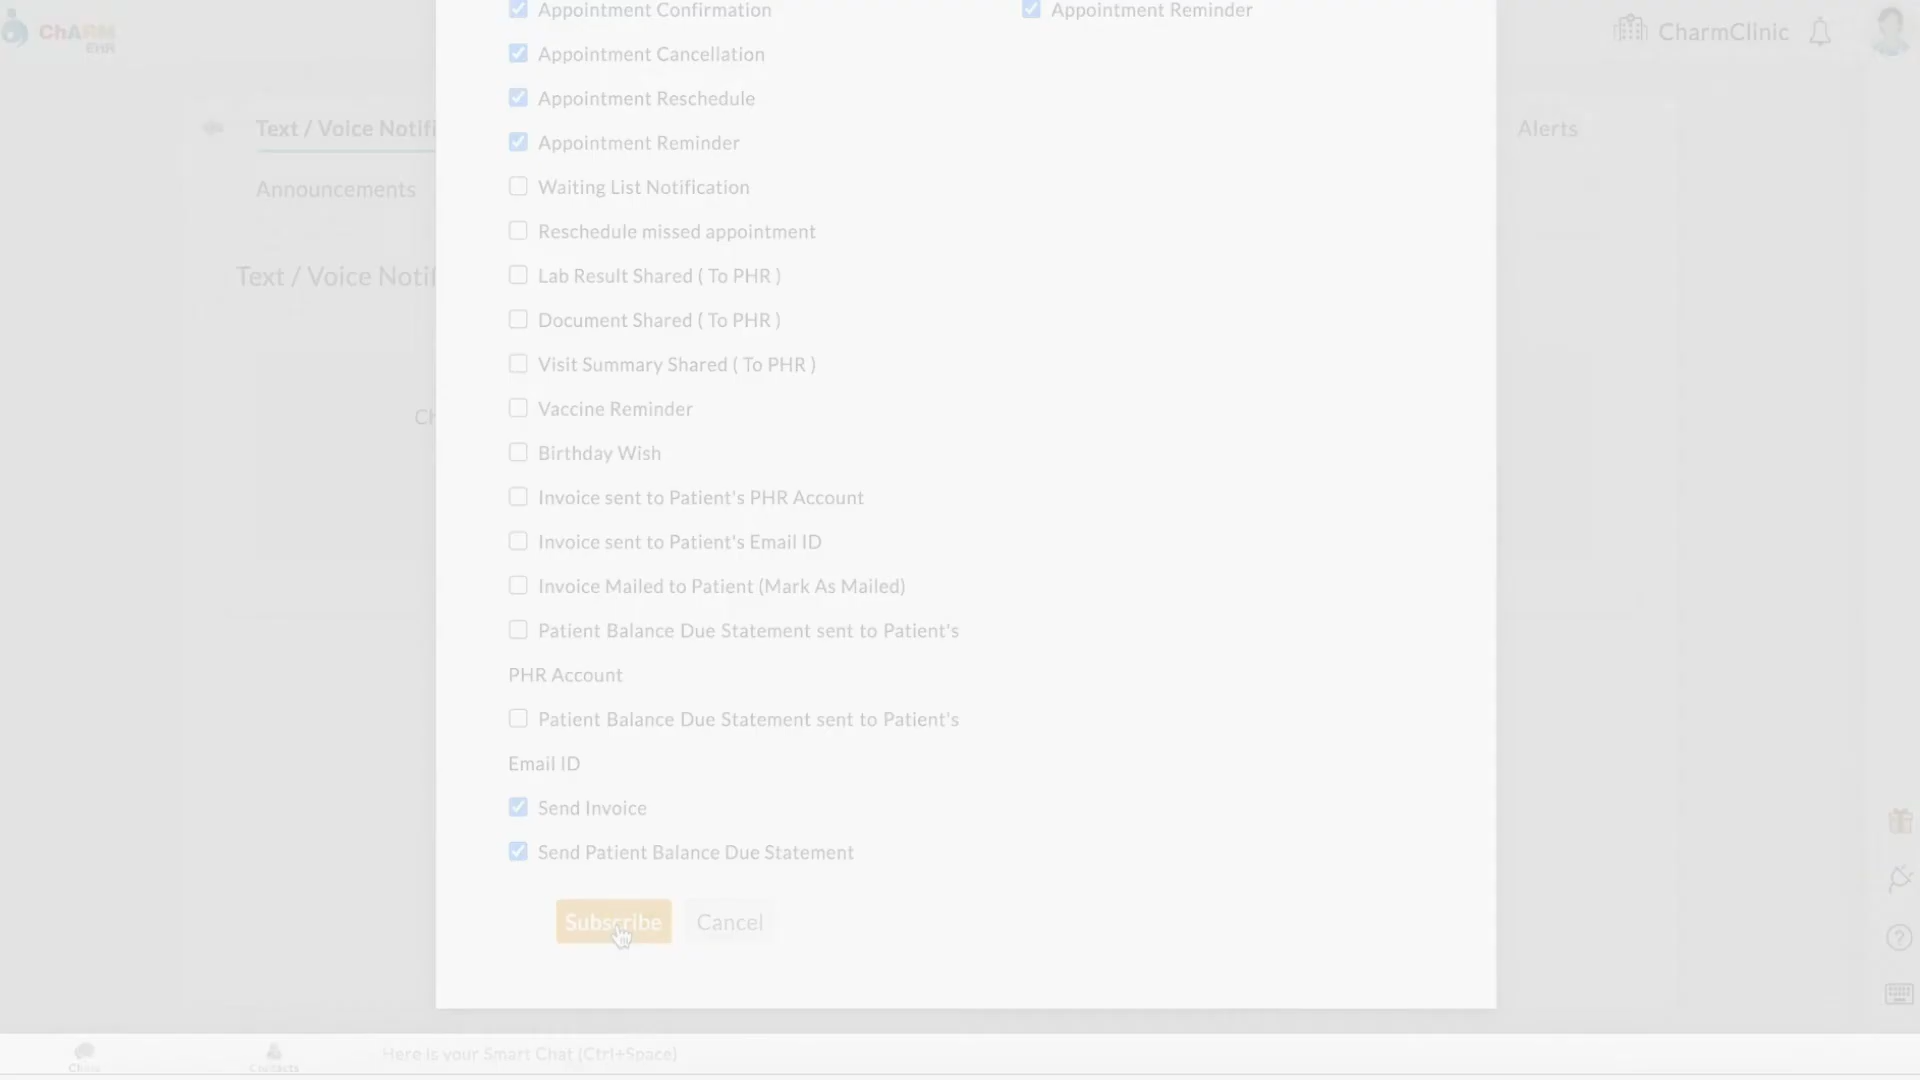 ChARM
EHR
CharmClinic
Text / Voice Notifi
Alerts
Announcements
Text / Voice Notif
Ch
Appointment Confirmation
Appointment Reminder
Appointment Cancellation
Appointment Reschedule
Appointment Reminder
Waiting List Notification
Reschedule missed appointment
Lab Result Shared ( To PHR )
Document Shared ( To PHR )
Visit Summary Shared ( To PHR )
Vaccine Reminder
Birthday Wish
Invoice sent to Patient's PHR Account
Invoice sent to Patient's Email ID
Invoice Mailed to Patient (Mark As Mailed)
Patient Balance Due Statement sent to Patient's
PHR Account
Patient Balance Due Statement sent to Patient's
Email ID
Send Invoice
Send Patient Balance Due Statement
Subscribe Cancel
Chats
Contacts
Here is your Smart Chat (Ctrl+Space)